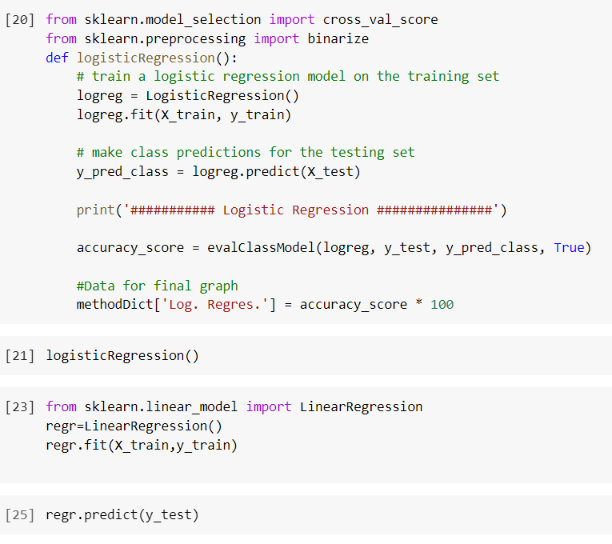 [20] from sklearn.model_selection import cross_val_score
from sklearn.preprocessing import binarize
def logisticRegression():
# train a logistic regression model on the training set
logreg = LogisticRegression()
logreg.fit(X_train, y_train)
# make class predictions for the testing set
y_pred_class = logreg.predict(X_test)
print('########### Logistic Regression ###############')
accuracy_score = evalClassModel(logreg, y_test, y_pred_class, True)
#Data for final graph
methodDict['Log. Regres.'] = accuracy_score * 100
[21] logisticRegression()
[23] from sklearn.linear_model import LinearRegression
regr=LinearRegression()
regr.fit(X_train,y_train)
[25] regr.predict(y_test)